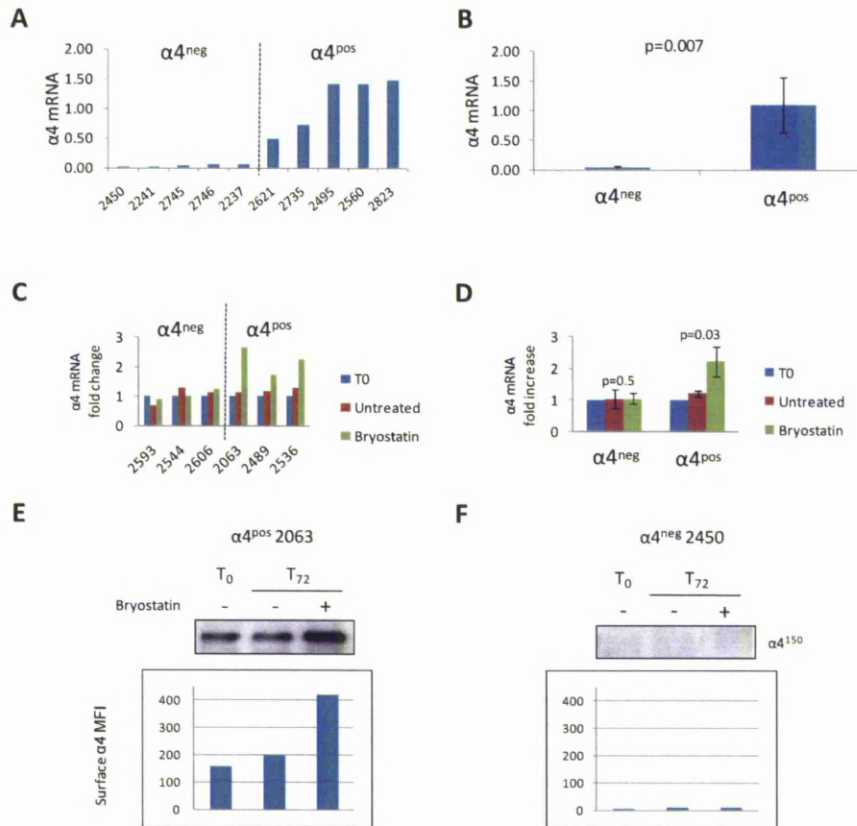 A
α4neg
α4pos
α4 mRNA
2.00
1.50
1.00
0.50
0.00
2450
2241
2745
2746
2237
2621
2735
2495
2560
2823
B
p=0.007
α4 mRNA
2.00
1.50
1.00
0.50
0.00
α4neg
α4pos
C
α4neg
α4pos
α4 mRNA
fold change
3
2
1
0
2593
2544
2606
2063
2489
2536
T0
Untreated
Bryostatin
D
α4 mRNA
fold increase
3
2
1
0
p=0.5
p=0.03
α4neg
α4pos
T0
Untreated
Bryostatin
E
α4pos 2063
T0
T72
Bryostatin - - +
Surface α4 MFI
400
300
200
100
0
F
α4neg 2450
T0
T72
- - +
α4150
400
300
200
100
0